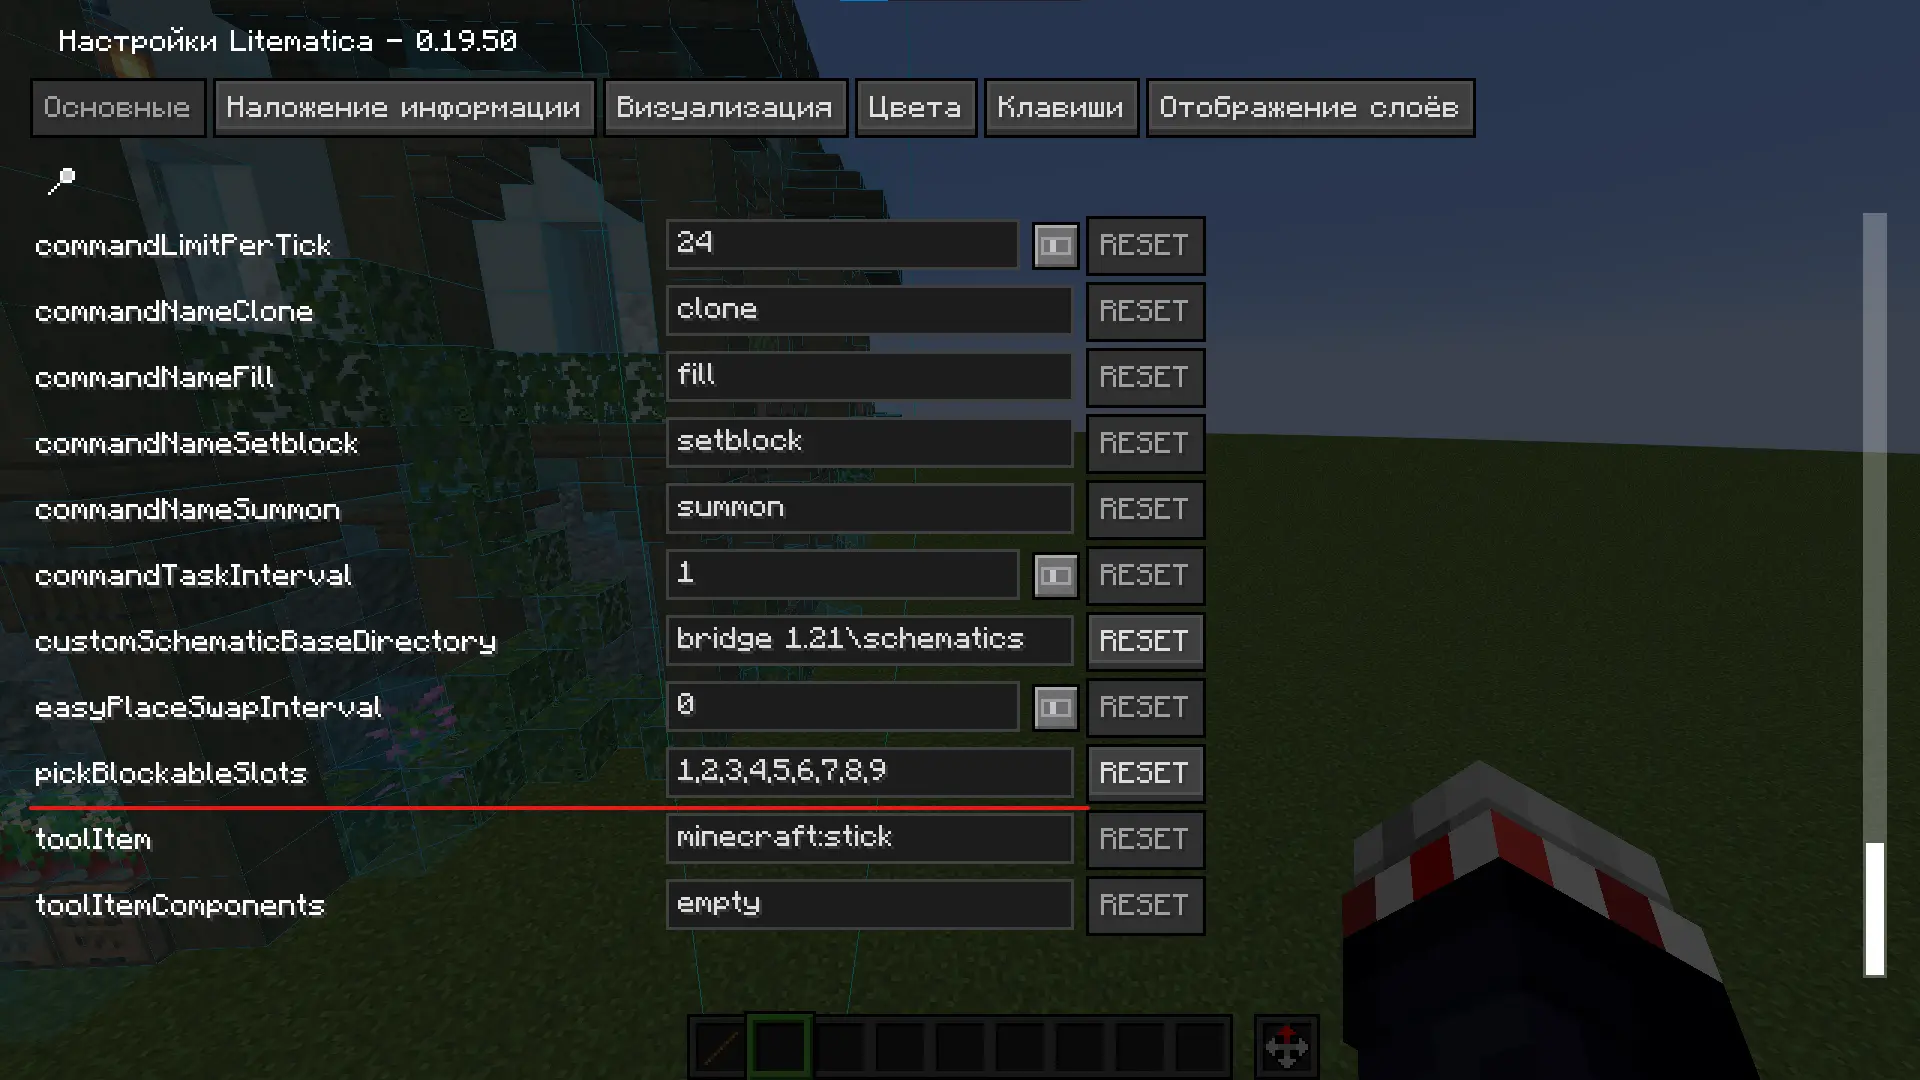 Настройки Litematica - 0.19.50
Основные Наложение информации Визуализация Цвета Клавиши Отображение слоёв
commandLimitPerTick 24 RESET
commandNameClone clone RESET
commandNameFill fill RESET
commandNameSetblock setblock RESET
commandNameSummon summon RESET
commandTaskInterval 1 RESET
customSchematicBaseDirectory bridge 1.21\schematics RESET
easyPlaceSwapInterval 0 RESET
pickBlockableSlots 1,2,3,4,5,6,7,8,9 RESET
toolItem minecraft:stick RESET
toolItemComponents empty RESET